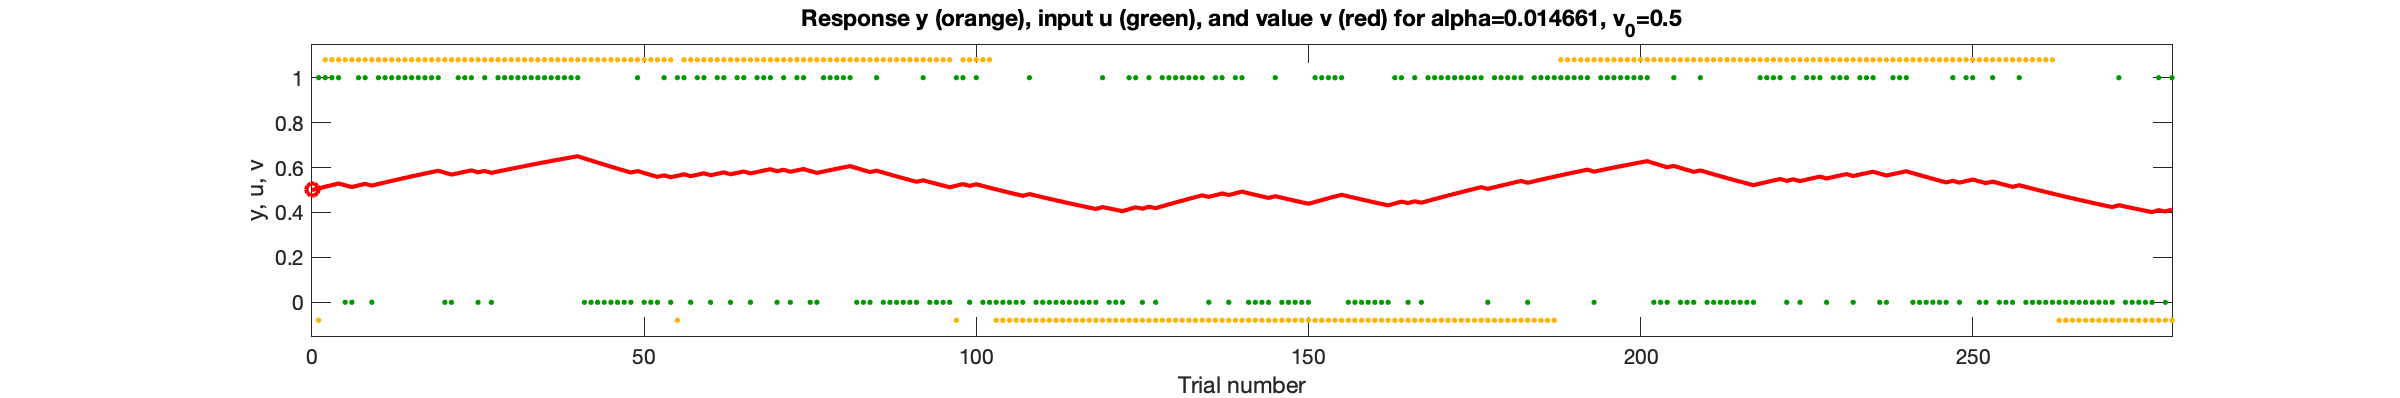 Response y (orange), input u (green), and value v (red) for alpha=0.014661, v_0=0.5
y, u, v
1
0.8
0.6
0.4
0.2
0
0 50 100 150 200 250
Trial number